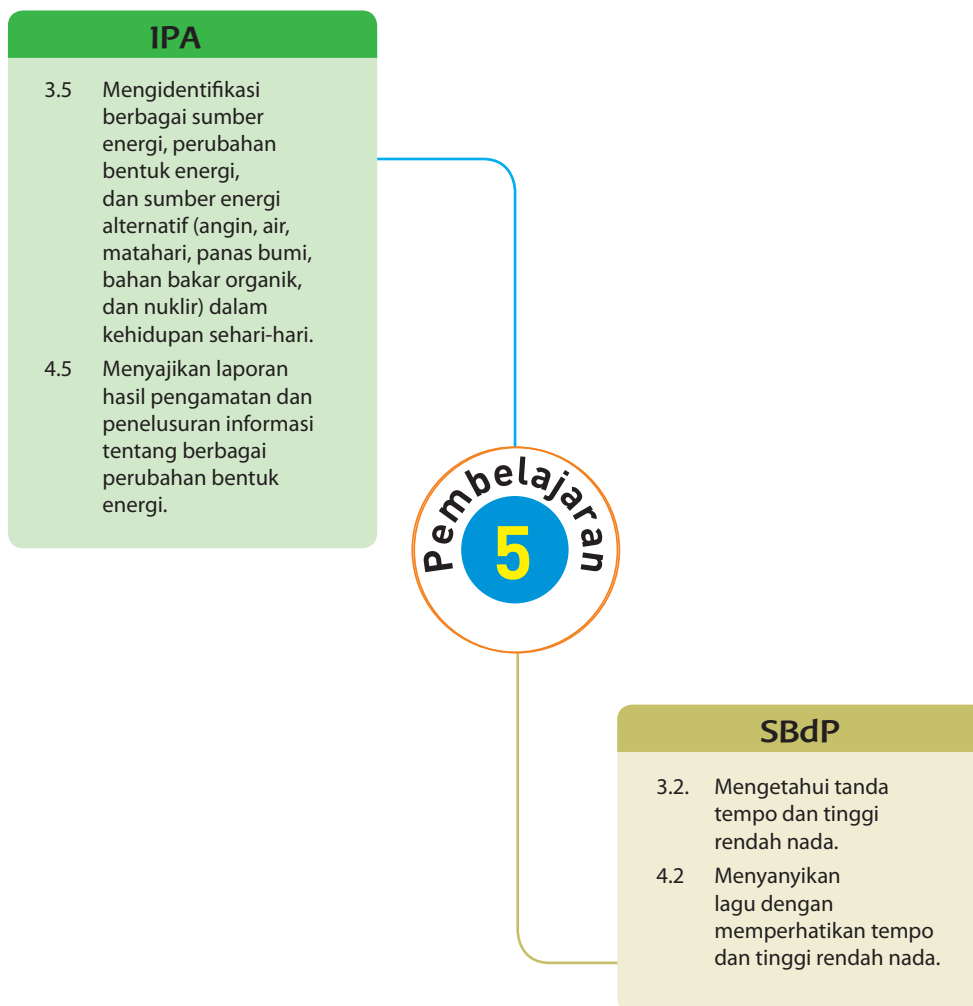 IPA
3.5 Mengidentifikasi
berbagai sumber
energi, perubahan
bentuk energi,
dan sumber energi
alternatif (angin, air,
matahari, panas bumi,
bahan bakar organik,
dan nuklir) dalam
kehidupan sehari-hari.
4.5 Menyajikan laporan
hasil pengamatan dan
penelusuran informasi
tentang berbagai
perubahan bentuk
energi.
Pembelajaran
5
SBdP
3.2. Mengetahui tanda
tempo dan tinggi
rendah nada.
4.2 Menyanyikan
lagu dengan
memperhatikan tempo
dan tinggi rendah nada.